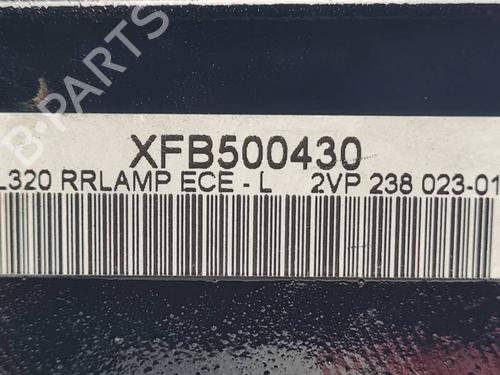 XFB500430
L320 RRLAMP ECE - L 2VP 238 023-01
B-PARTS